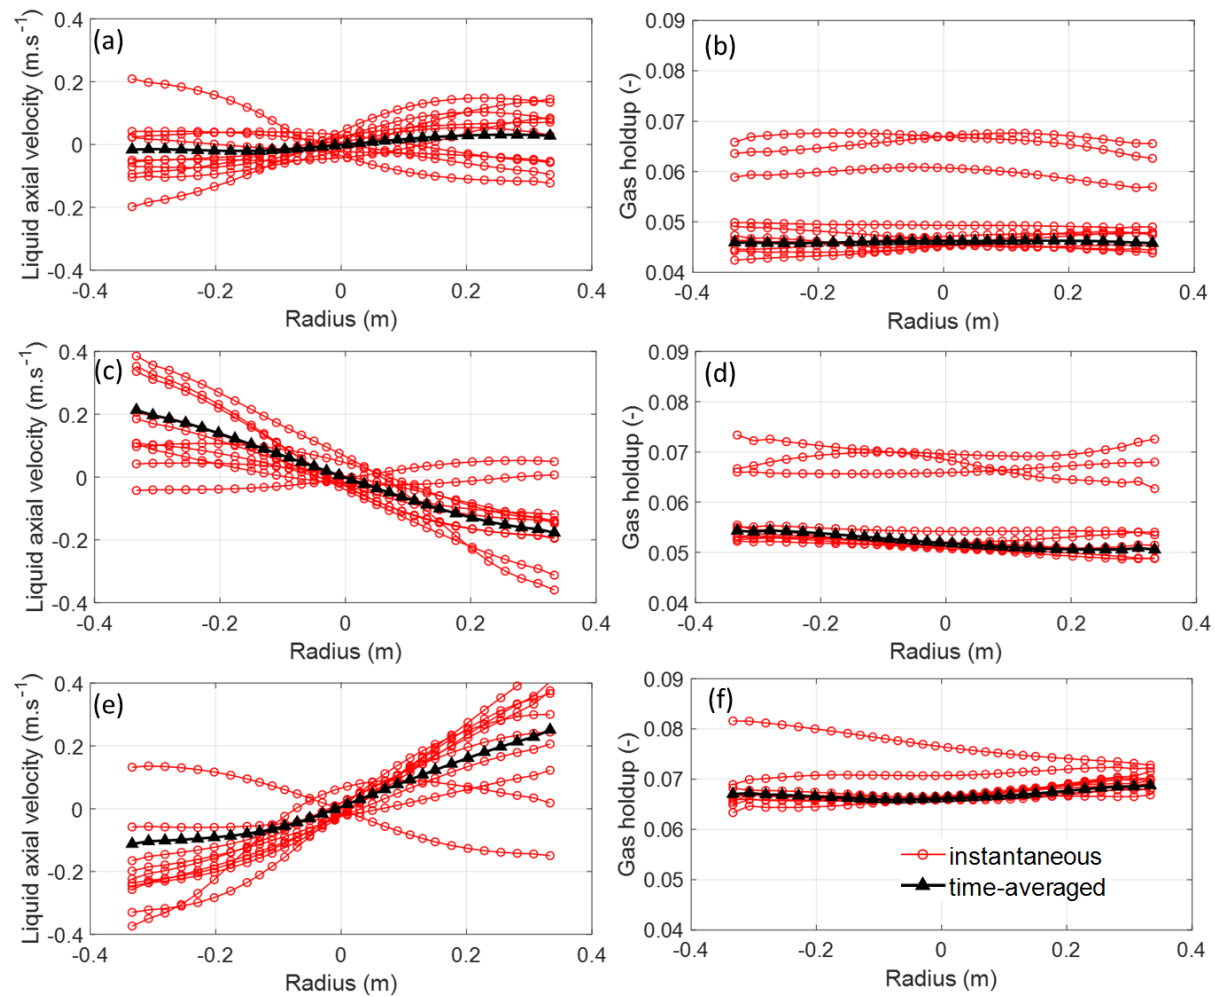 (a)
Liquid axial velocity (m.s⁻¹)
0.4
0.2
0
-0.2
-0.4
-0.4 -0.2 0 0.2 0.4
Radius (m)
(b)
Gas holdup (-)
0.09
0.08
0.07
0.06
0.05
0.04
-0.4 -0.2 0 0.2 0.4
Radius (m)
(c)
Liquid axial velocity (m.s⁻¹)
0.4
0.2
0
-0.2
-0.4
-0.4 -0.2 0 0.2 0.4
Radius (m)
(d)
Gas holdup (-)
0.09
0.08
0.07
0.06
0.05
0.04
-0.4 -0.2 0 0.2 0.4
Radius (m)
(e)
Liquid axial velocity (m.s⁻¹)
0.4
0.2
0
-0.2
-0.4
-0.4 -0.2 0 0.2 0.4
Radius (m)
(f)
Gas holdup (-)
0.09
0.08
0.07
0.06
0.05
0.04
-0.4 -0.2 0 0.2 0.4
Radius (m)
instantaneous
time-averaged